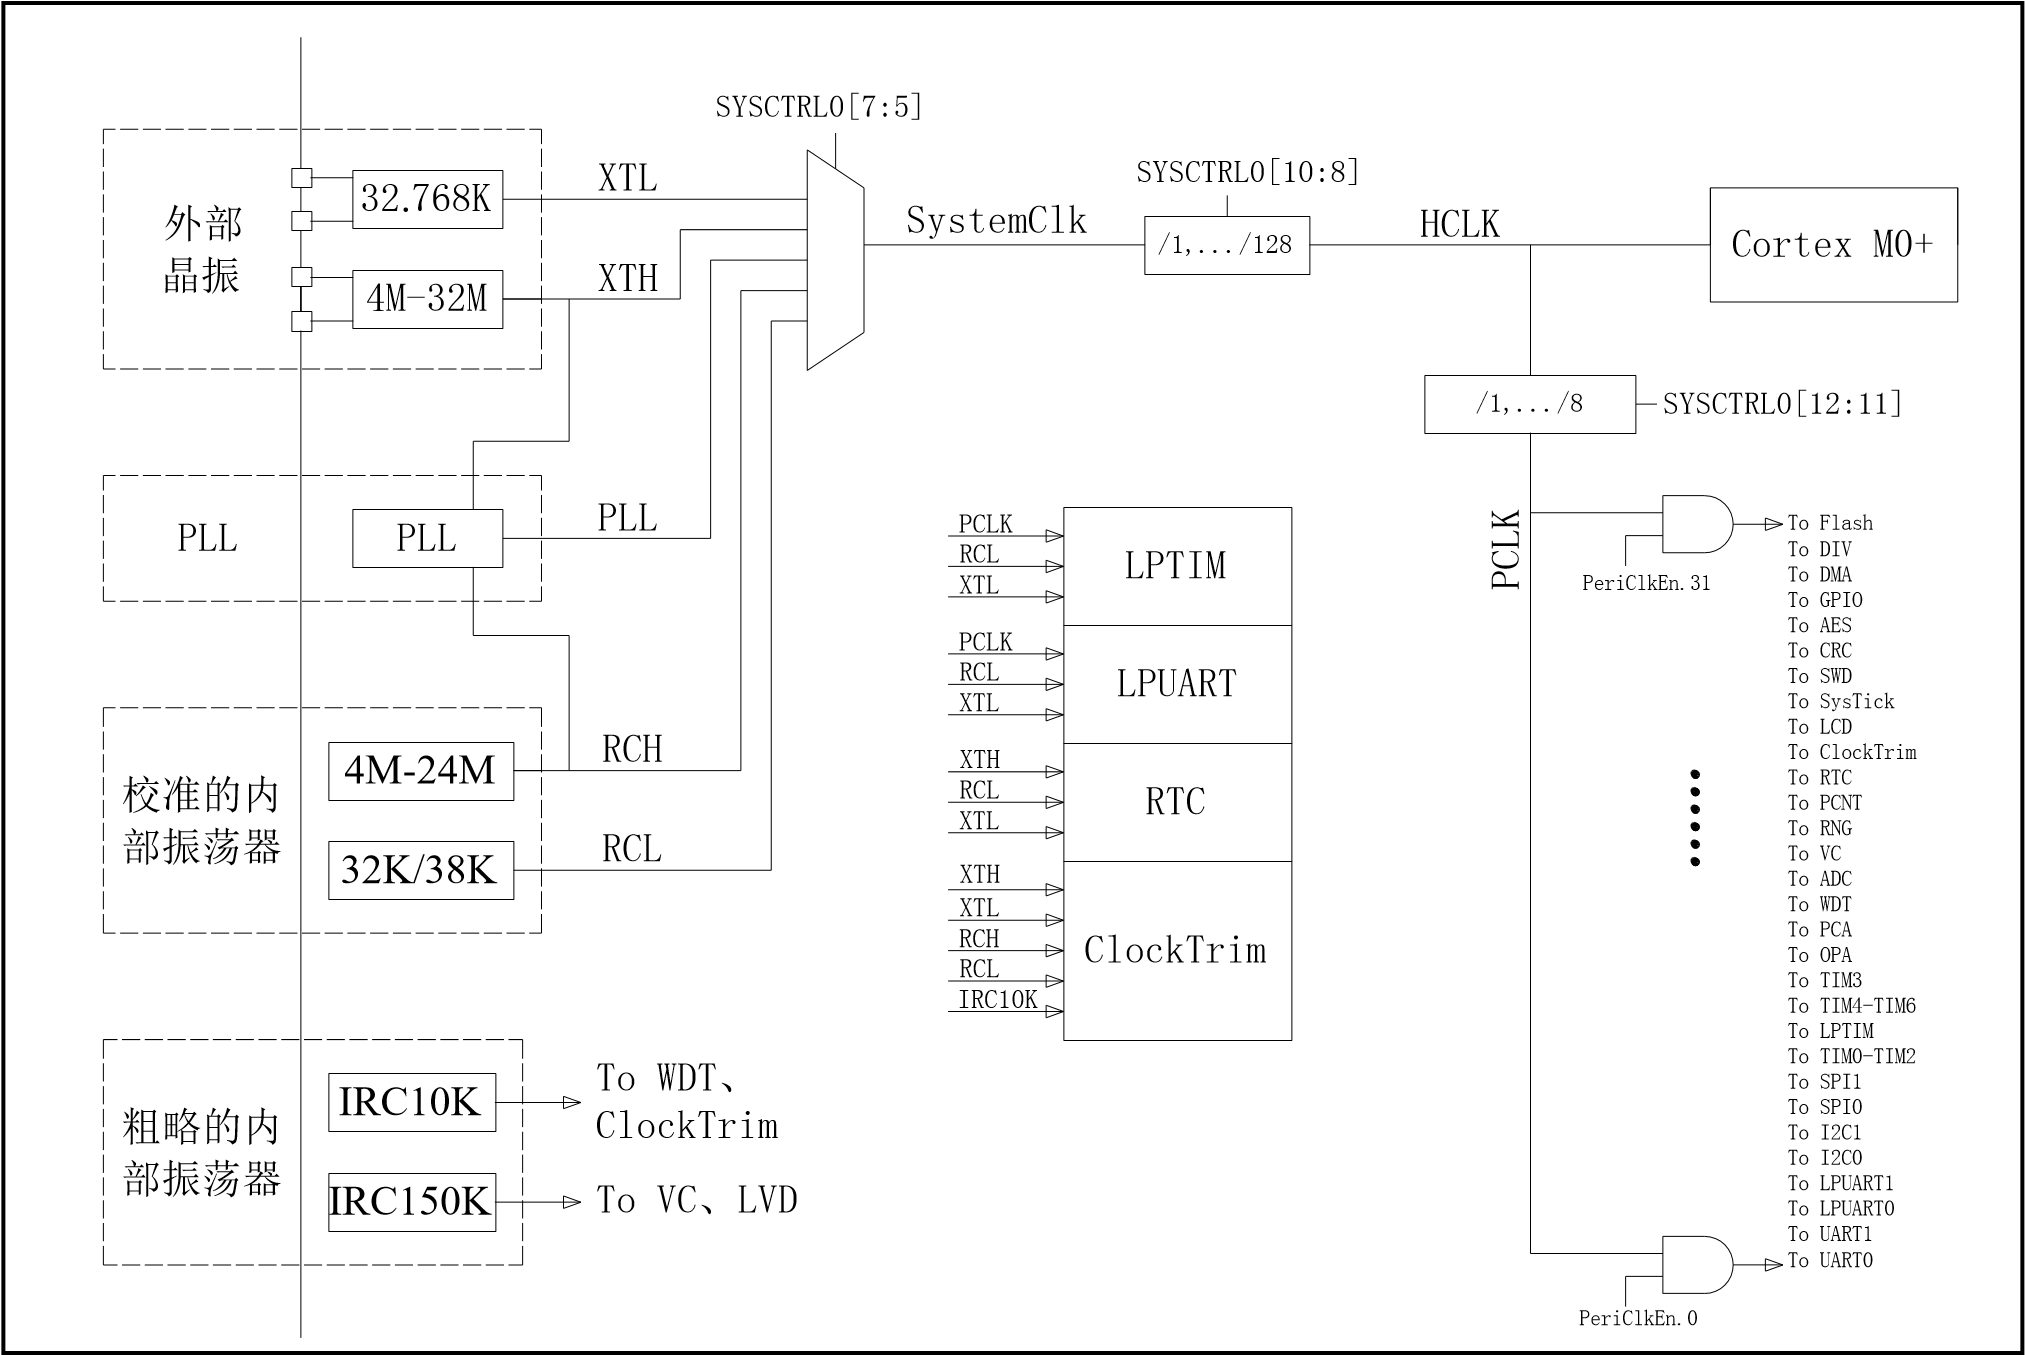 SYSCTRL0[7:5]
外部
晶振
32.768K
XTL
4M-32M
XTH
SystemClk
SYSCTRL0[10:8]
/1,.../128
HCLK
Cortex M0+
/1,.../8
SYSCTRL0[12:11]
PLL
PLL
PLL
校准的内
部振荡器
4M-24M
RCH
32K/38K
RCL
粗略的内
部振荡器
IRC10K
To WDT、
ClockTrim
IRC150K
To VC、LVD
PCLK
RCL
XTL
LPTIM
PCLK
RCL
XTL
LPUART
XTH
RCL
XTL
RTC
XTH
XTL
RCH
RCL
IRC10K
ClockTrim
PCLK
PeriClkEn.31
To Flash
To DIV
To DMA
To GPIO
To AES
To CRC
To SWD
To SysTick
To LCD
To ClockTrim
To RTC
To PCNT
To RNG
To VC
To ADC
To WDT
To PCA
To OPA
To TIM3
To TIM4-TIM6
To LPTIM
To TIM0-TIM2
To SPI1
To SPI0
To I2C1
To I2C0
To LPUART1
To LPUART0
To UART1
To UART0
PeriClkEn.0